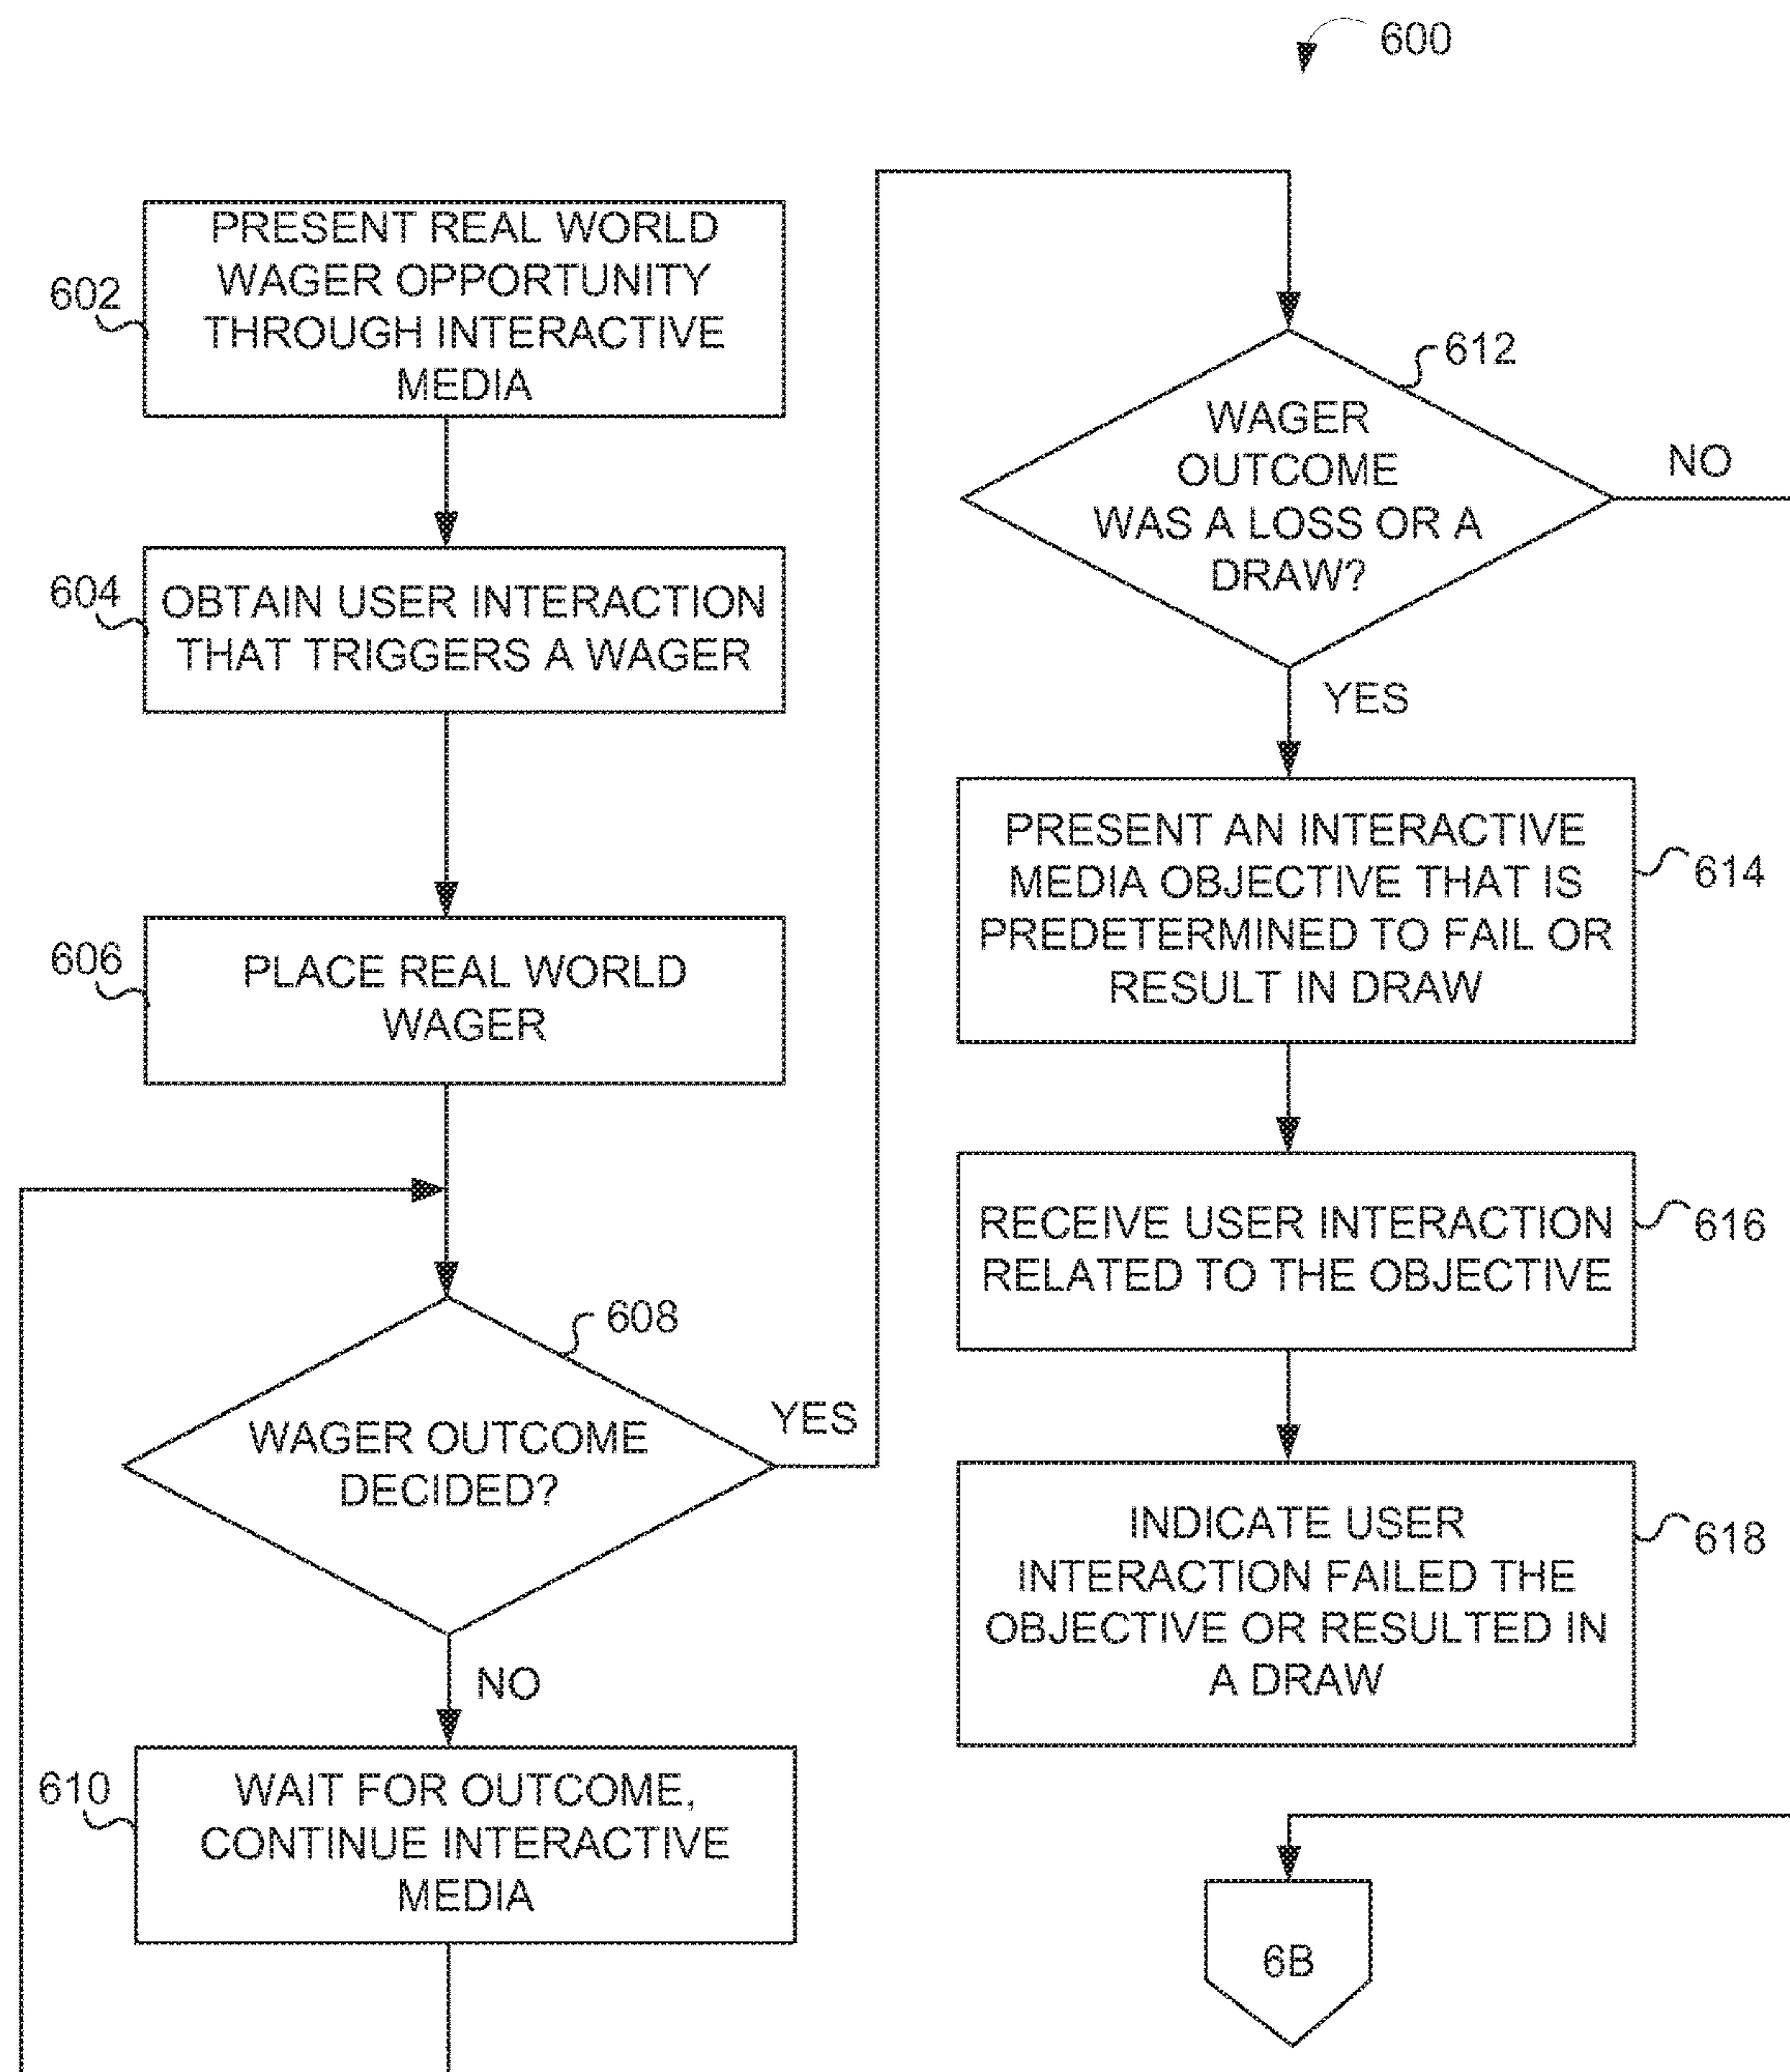 600
PRESENT REAL WORLD
WAGER OPPORTUNITY
THROUGH INTERACTIVE
MEDIA
602
604
OBTAIN USER INTERACTION
THAT TRIGGERS A WAGER
606
PLACE REAL WORLD
WAGER
608
WAGER OUTCOME
DECIDED?
YES
NO
610
WAIT FOR OUTCOME,
CONTINUE INTERACTIVE
MEDIA
612
WAGER
OUTCOME
WAS A LOSS OR A
DRAW?
NO
YES
PRESENT AN INTERACTIVE
MEDIA OBJECTIVE THAT IS
PREDETERMINED TO FAIL OR
RESULT IN DRAW
614
RECEIVE USER INTERACTION
RELATED TO THE OBJECTIVE
616
INDICATE USER
INTERACTION FAILED THE
OBJECTIVE OR RESULTED IN
A DRAW
618
6B